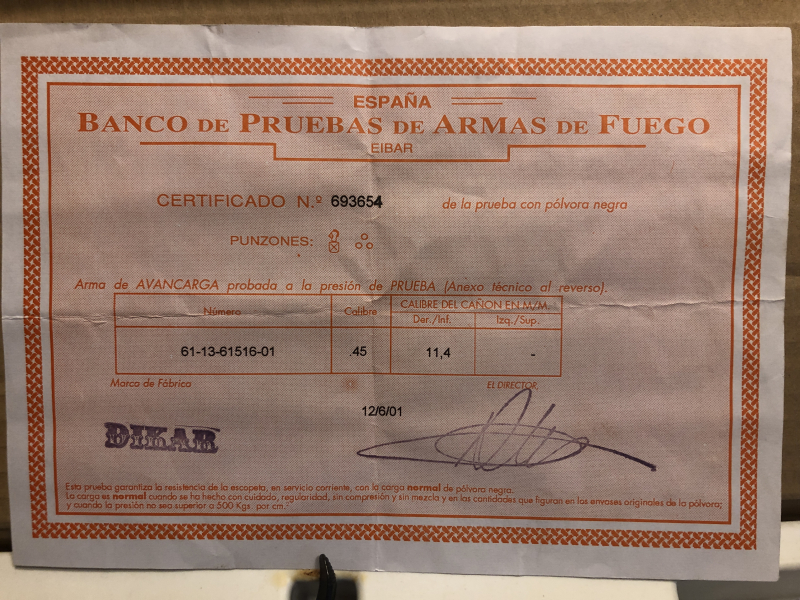 ESPAÑA
BANCO DE PRUEBAS DE ARMAS DE FUEGO
EIBAR
CERTIFICADO N.º 693654 de la prueba con pólvora negra
PUNZONES:
Arma de AVANCARGA probada a la presión de PRUEBA (Anexo técnico al reverso).
Número Calibre CALIBRE DEL CAÑON EN M/M.
Der./Inf. Izq./Sup.
61-13-61516-01 .45 11,4 -
Marca de Fábrica EL DIRECTOR,
12/6/01
DIKAR
Esta prueba garantiza la resistencia de la escopeta, en servicio corriente, con la carga normal de pólvora negra.
La carga es normal cuando se ha hecho con cuidado, regularidad, sin compresión y sin mezcla y en las cantidades que figuran en los envases originales de la pólvora;
y cuando la presión no sea superior a 500 Kgs. por cm.²